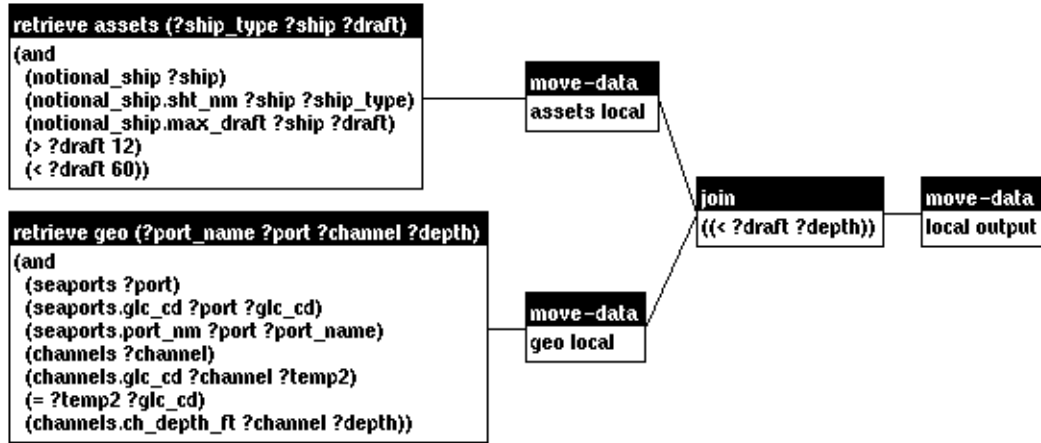 retrieve assets (?ship_type ?ship ?draft)
(and
(notional_ship ?ship)
(notional_ship.sht_nm ?ship ?ship_type)
(notional_ship.max_draft ?ship ?draft)
(> ?draft 12)
(< ?draft 60))
move-data
assets local
retrieve geo (?port_name ?port ?channel ?depth)
(and
(seaports ?port)
(seaports.glc_cd ?port ?glc_cd)
(seaports.port_nm ?port ?port_name)
(channels ?channel)
(channels.glc_cd ?channel ?temp2)
(= ?temp2 ?glc_cd)
(channels.ch_depth_ft ?channel ?depth))
move-data
geo local
join
((< ?draft ?depth))
move-data
local output